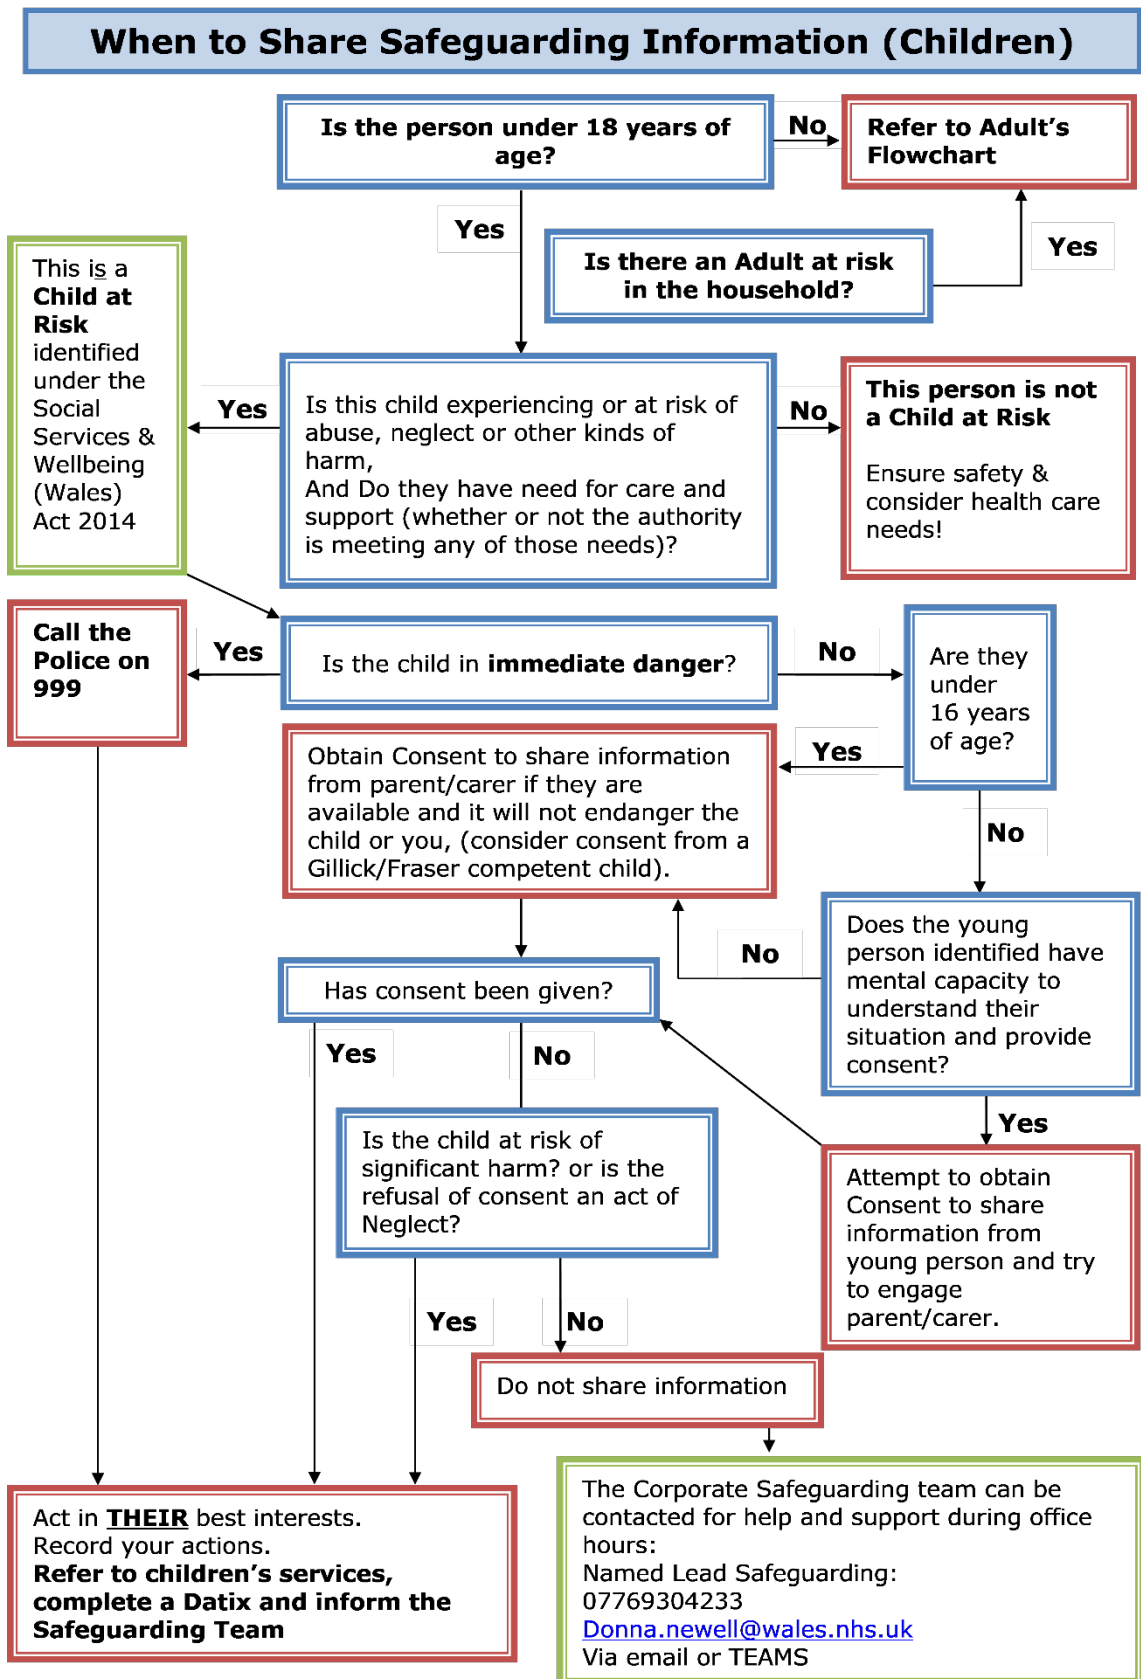 When to Share Safeguarding Information (Children)
Is the person under 18 years of
age?
No
Refer to Adult's
Flowchart
Yes
Is there an Adult at risk
in the household?
Yes
This is a
Child at
Risk
identified
under the
Social
Services &
Wellbeing
(Wales)
Act 2014
Yes
Is this child experiencing or at risk of
abuse, neglect or other kinds of
harm,
And Do they have need for care and
support (whether or not the authority
is meeting any of those needs)?
No
This person is not
a Child at Risk
Ensure safety &
consider health care
needs!
Call the
Police on
999
Yes
Is the child in immediate danger?
No
Are they
under
16 years
of age?
Obtain Consent to share information
from parent/carer if they are
available and it will not endanger the
child or you, (consider consent from a
Gillick/Fraser competent child).
Yes
No
Does the young
person identified have
mental capacity to
understand their
situation and provide
consent?
No
Has consent been given?
Yes
No
Yes
Is the child at risk of
significant harm? or is the
refusal of consent an act of
Neglect?
Attempt to obtain
Consent to share
information from
young person and try
to engage
parent/carer.
Yes
No
Do not share information
Act in THEIR best interests.
Record your actions.
Refer to children's services,
complete a Datix and inform the
Safeguarding Team
The Corporate Safeguarding team can be
contacted for help and support during office
hours:
Named Lead Safeguarding:
07769304233
Donna.newell@wales.nhs.uk
Via email or TEAMS